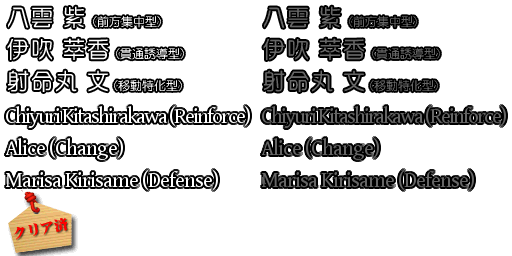 八雲 紫 (前方集中型) 八雲 紫 (前方集中型)
伊吹 萃香 (貫通誘導型) 伊吹 萃香 (貫通誘導型)
射命丸 文 (移動特化型) 射命丸 文 (移動特化型)
Chiyuri Kitashirakawa (Reinforce) Chiyuri Kitashirakawa (Reinforce)
Alice (Change) Alice (Change)
Marisa Kirisame (Defense) Marisa Kirisame (Defense)
クリア済